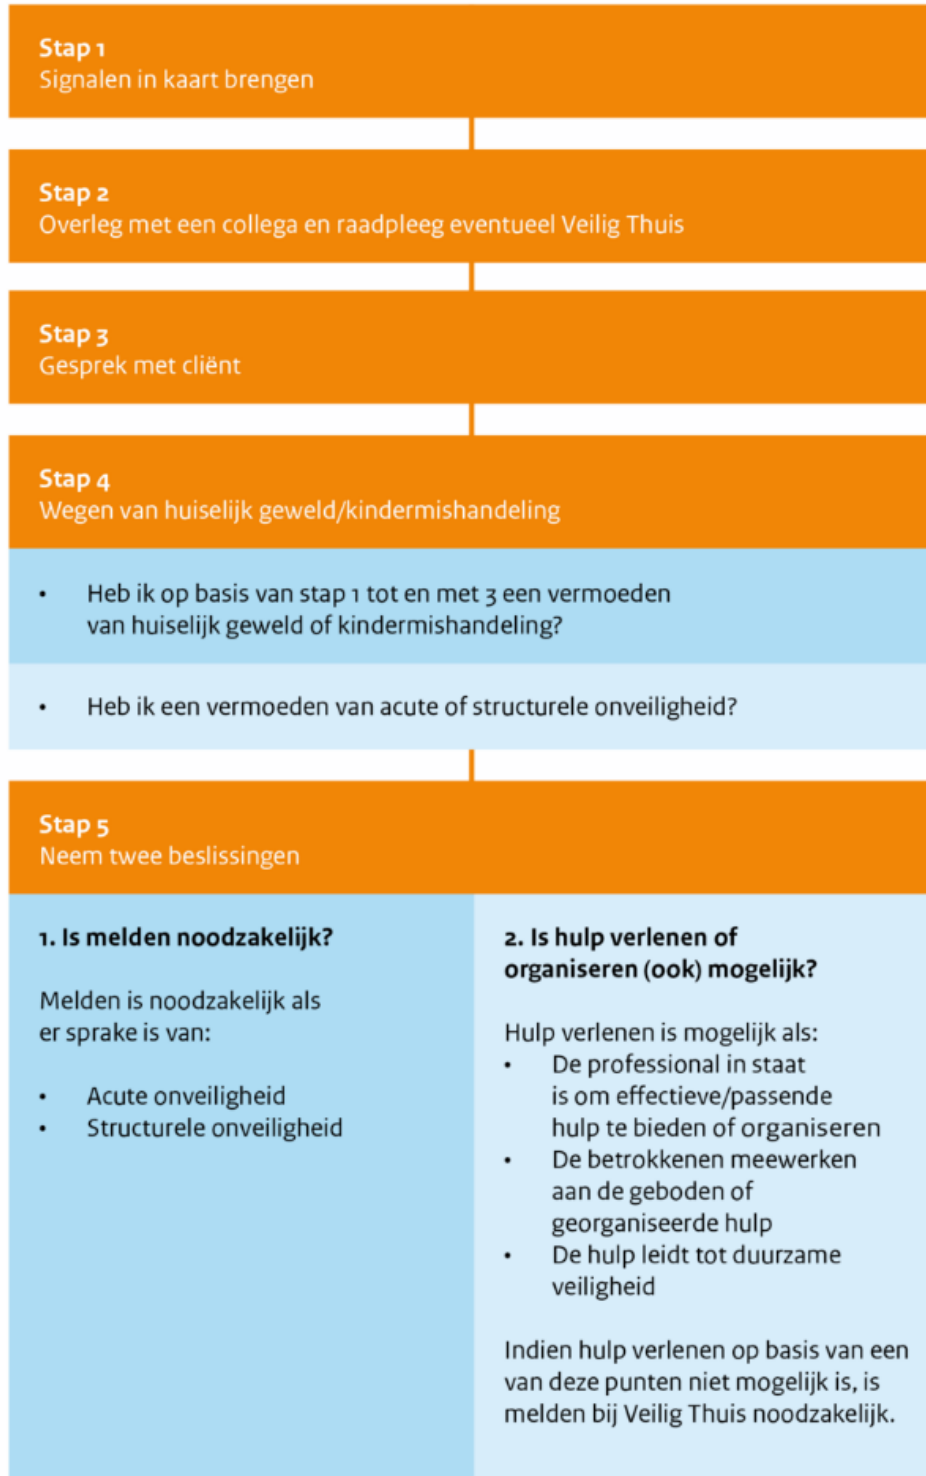 Stap 1
Signalen in kaart brengen
Stap 2
Overleg met een collega en raadpleeg eventueel Veilig Thuis
Stap 3
Gesprek met cliënt
Stap 4
Wegen van huiselijk geweld/kindermishandeling
• Heb ik op basis van stap 1 tot en met 3 een vermoeden
van huiselijk geweld of kindermishandeling?
• Heb ik een vermoeden van acute of structurele onveiligheid?
Stap 5
Neem twee beslissingen
1. Is melden noodzakelijk?
Melden is noodzakelijk als
er sprake is van:
• Acute onveiligheid
• Structurele onveiligheid
2. Is hulp verlenen of
organiseren (ook) mogelijk?
Hulp verlenen is mogelijk als:
• De professional in staat
is om effectieve/passende
hulp te bieden of organiseren
• De betrokkenen meewerken
aan de geboden of
georganiseerde hulp
• De hulp leidt tot duurzame
veiligheid
Indien hulp verlenen op basis van een
van deze punten niet mogelijk is, is
melden bij Veilig Thuis noodzakelijk.